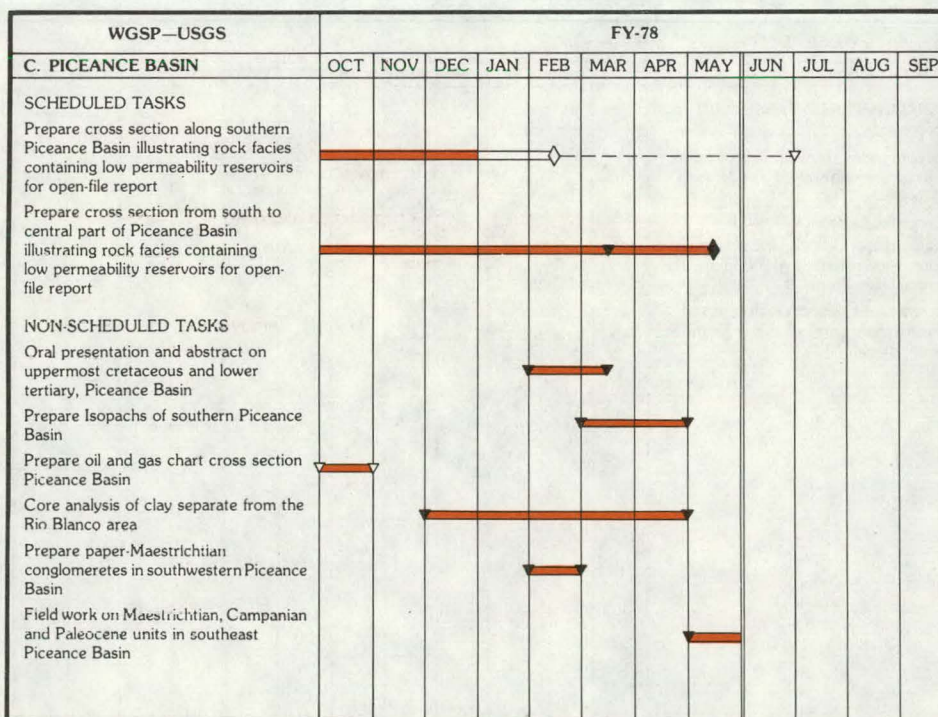 WGSP—USGS
FY-78
C. PICEANCE BASIN
OCT NOV DEC JAN FEB MAR APR MAY JUN JUL AUG SEP
SCHEDULED TASKS
Prepare cross section along southern
Piceance Basin illustrating rock facies
containing low permeability reservoirs
for open-file report
Prepare cross section from south to
central part of Piceance Basin
illustrating rock facies containing
low permeability reservoirs for open-
file report
NON-SCHEDULED TASKS
Oral presentation and abstract on
uppermost cretaceous and lower
tertiary, Piceance Basin
Prepare Isopachs of southern Piceance
Basin
Prepare oil and gas chart cross section
Piceance Basin
Core analysis of clay separate from the
Rio Blanco area
Prepare paper-Maestrichtian
conglomeretes in southwestern Piceance
Basin
Field work on Maestrichtian, Campanian
and Paleocene units in southeast
Piceance Basin